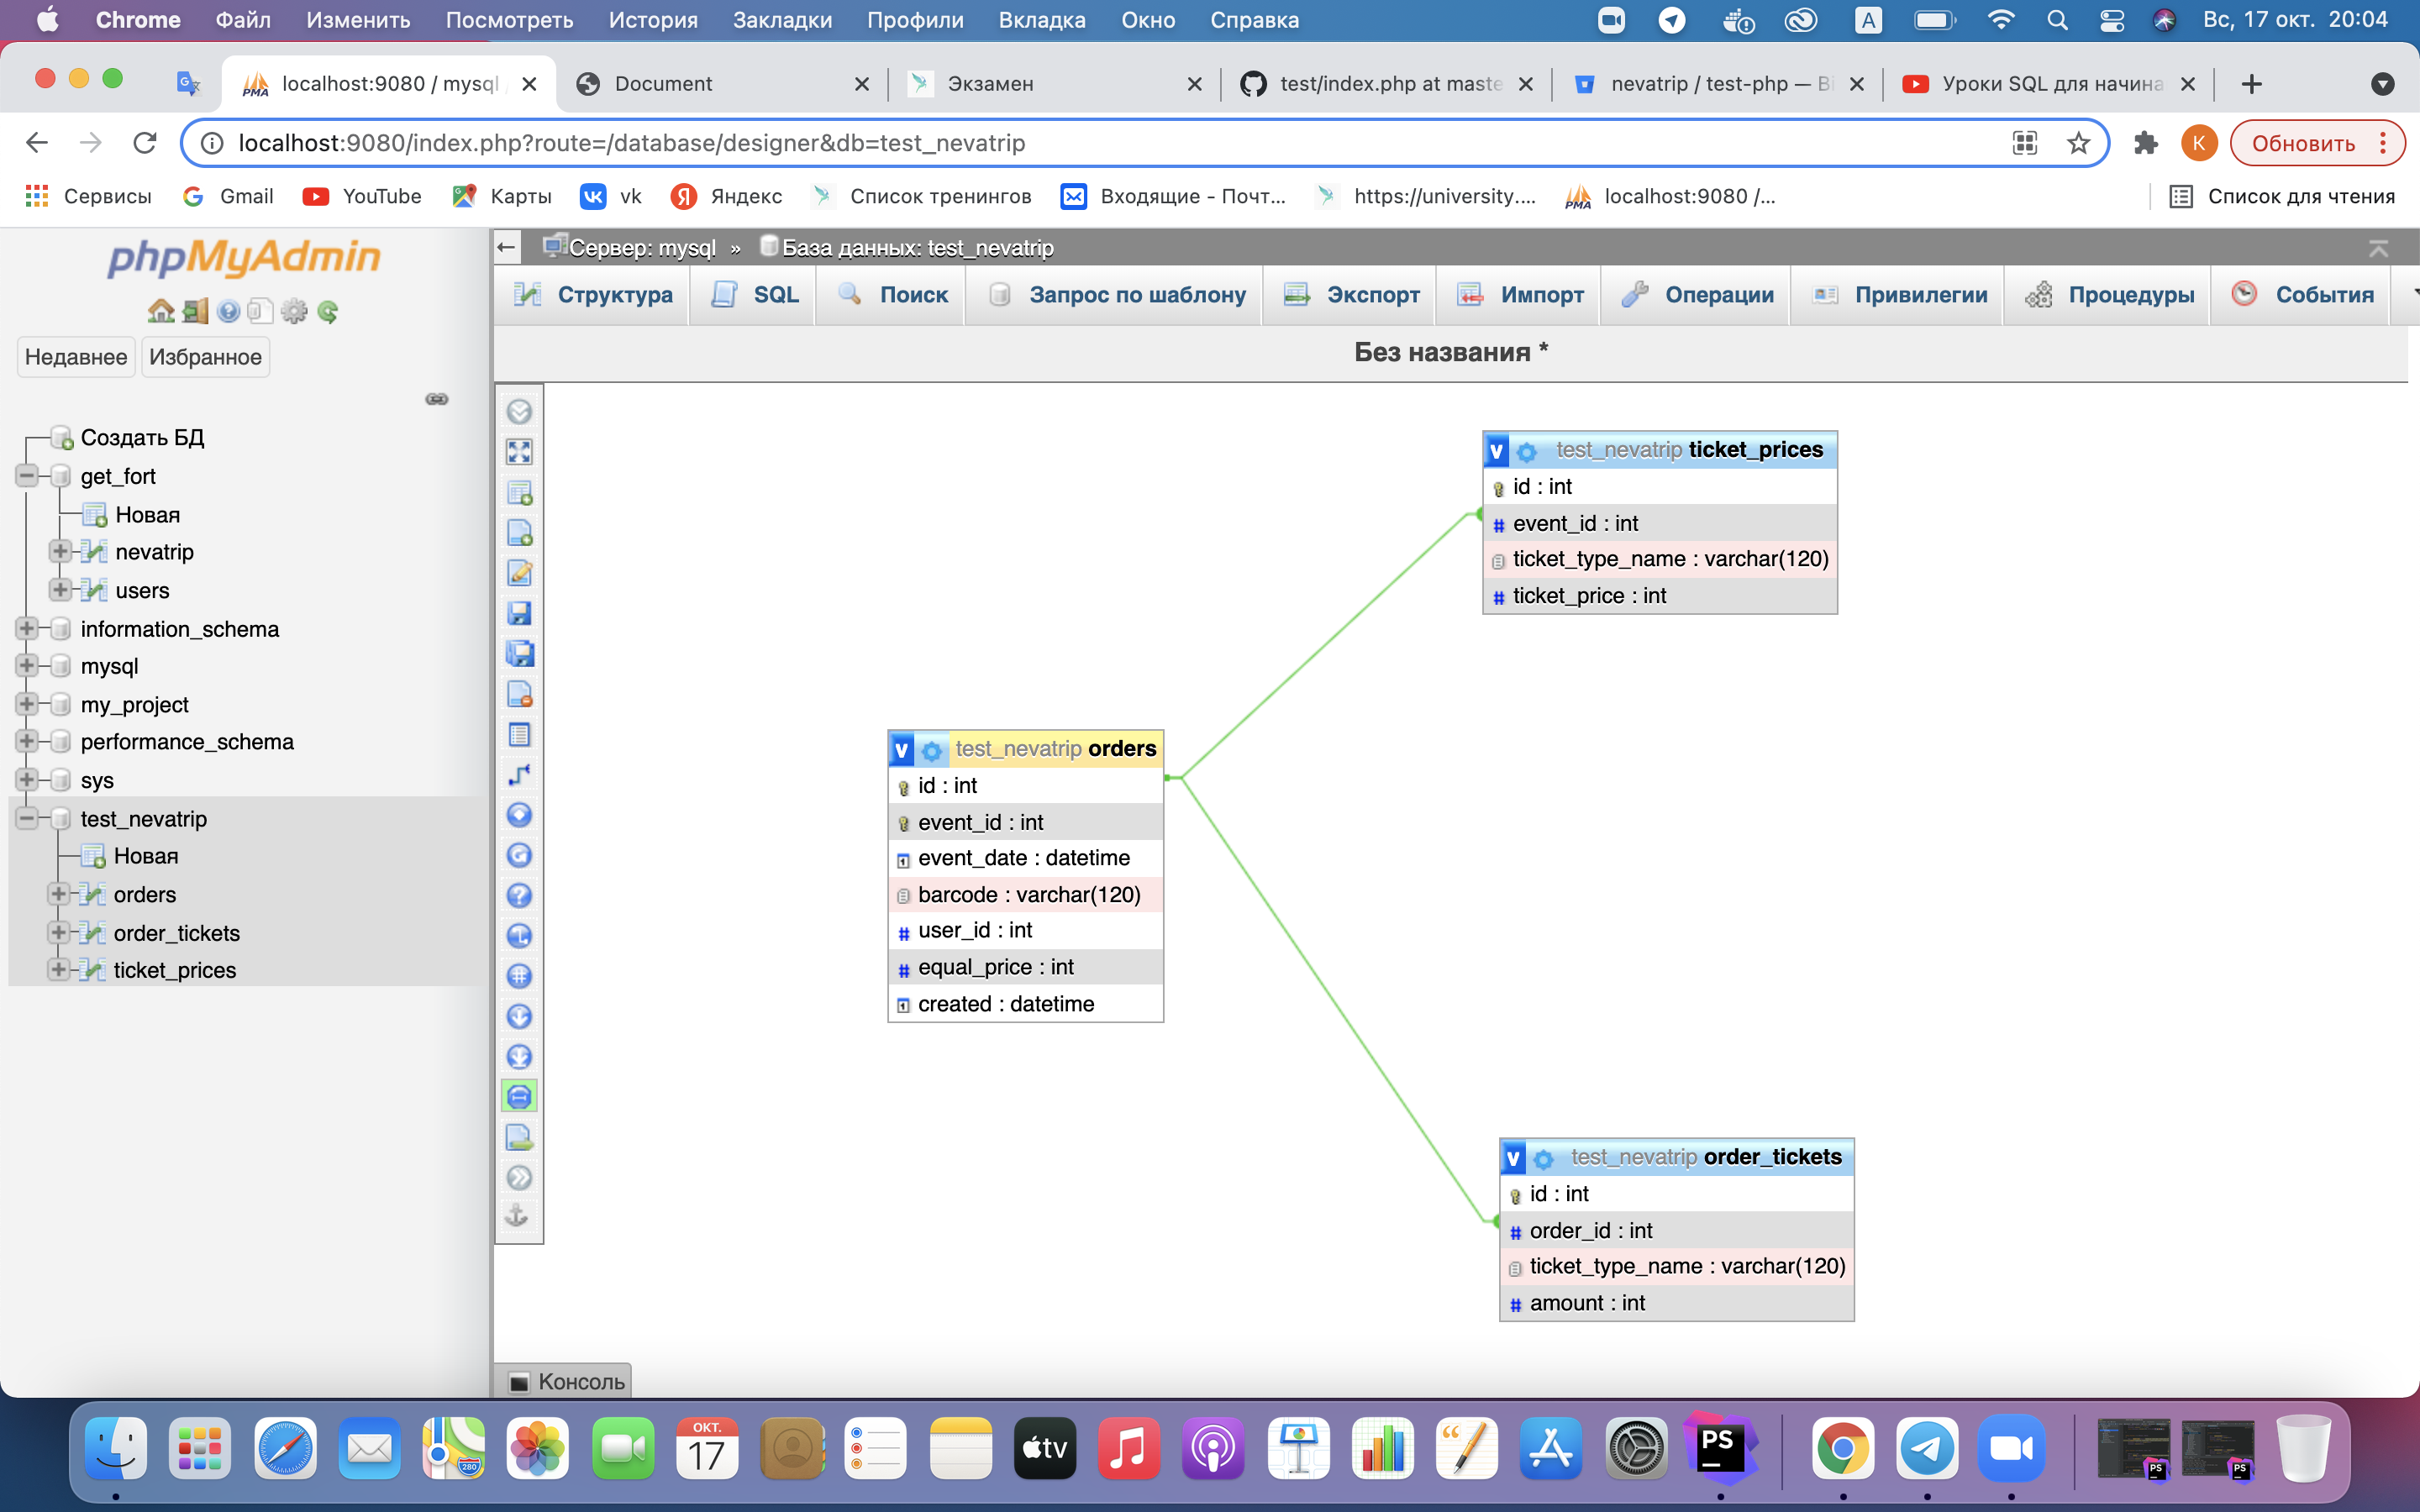 Chrome Файл Изменить Посмотреть История Закладки Профили Вкладка Окно Справка A Вс, 17 окт. 20:04
localhost:9080 / mysql / Document Экзамен test/index.php at maste nevatrip / test-php — Bi Уроки SQL для начина
localhost:9080/index.php?route=/database/designer&db=test_nevatrip K Обновить
Сервисы Gmail YouTube Карты vk Яндекс Список тренингов Входящие - Почт... https://university.... localhost:9080 /... Список для чтения
phpMyAdmin
Недавнее Избранное
Создать БД
get_fort
Новая
nevatrip
users
information_schema
mysql
my_project
performance_schema
sys
test_nevatrip
Новая
orders
order_tickets
ticket_prices
Сервер: mysql » База данных: test_nevatrip
Структура SQL Поиск Запрос по шаблону Экспорт Импорт Операции Привилегии Процедуры События
Без названия *
v test_nevatrip ticket_prices
id : int
# event_id : int
ticket_type_name : varchar(120)
# ticket_price : int
v test_nevatrip orders
id : int
event_id : int
event_date : datetime
barcode : varchar(120)
# user_id : int
# equal_price : int
created : datetime
v test_nevatrip order_tickets
id : int
# order_id : int
ticket_type_name : varchar(120)
# amount : int
Консоль
ОКТ.
17
tv
280
PS
PS
PS